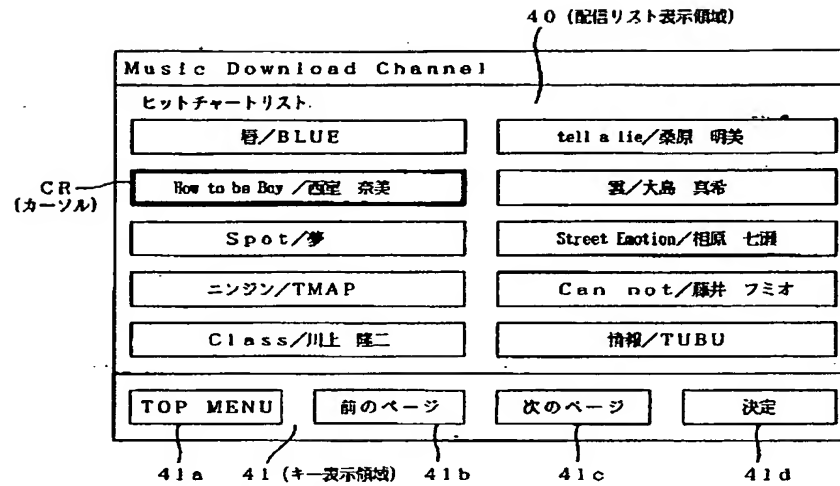 40 (配信リスト表示領域)
Music Download Channel
ヒットチャートリスト
唇／BLUE
tell a lie／桑原 明美
CR
(カーソル)
How to be Boy ／西室 奈美
雲／大島 真希
Spot／夢
Street Emotion／相原 七瀬
ニンジン／TMAP
Can not／藤井 フミオ
Class／川上 隆二
情報／TUBU
TOP MENU
前のページ
次のページ
決定
41a 41 (キー表示領域) 41b 41c 41d